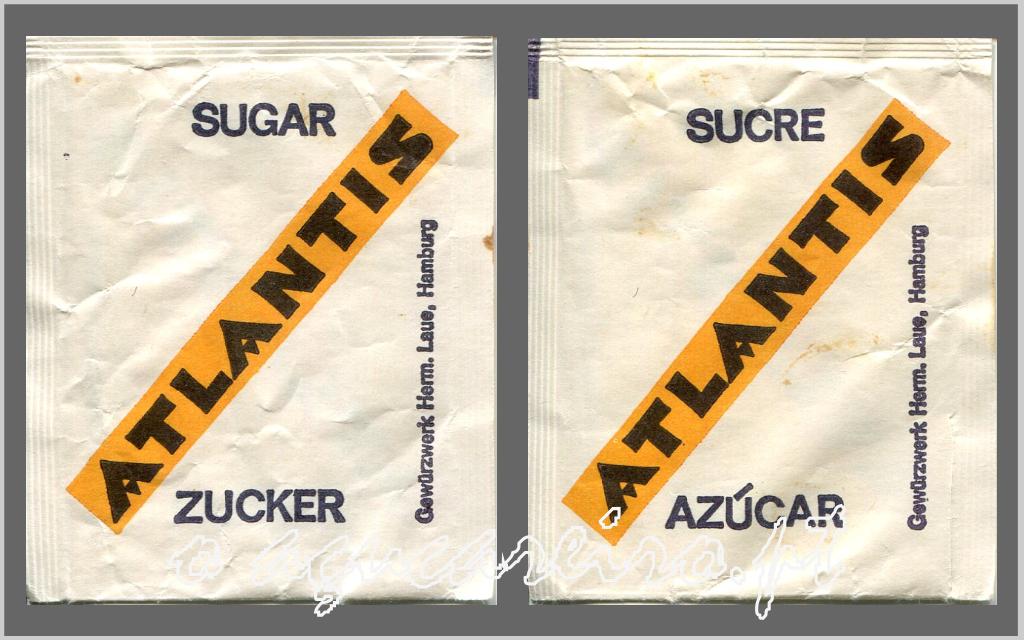 SUGAR
ATLANTIS
ZUCKER
Gewürzwerk Herm. Laue, Hamburg
SUCRE
ATLANTIS
AZÚCAR
Gewürzwerk Herm. Laue, Hamburg